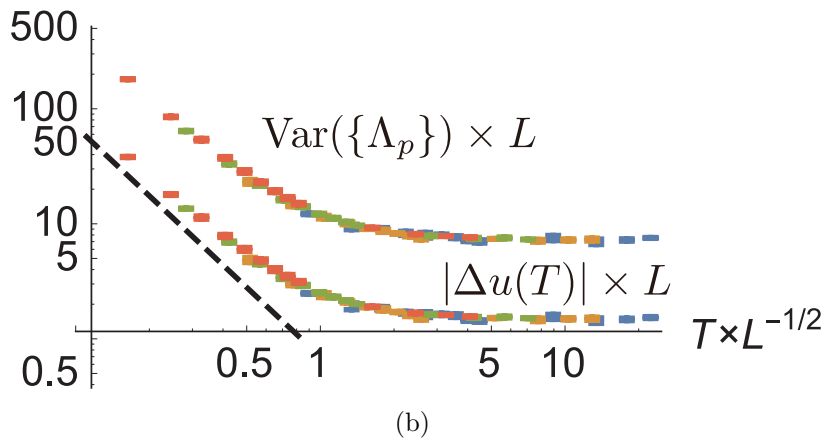 500
100
50
10
5
0.5
Var({Λ_p}) × L
|Δu(T)| × L
0.5 1 5 10
T×L^{-1/2}
(b)